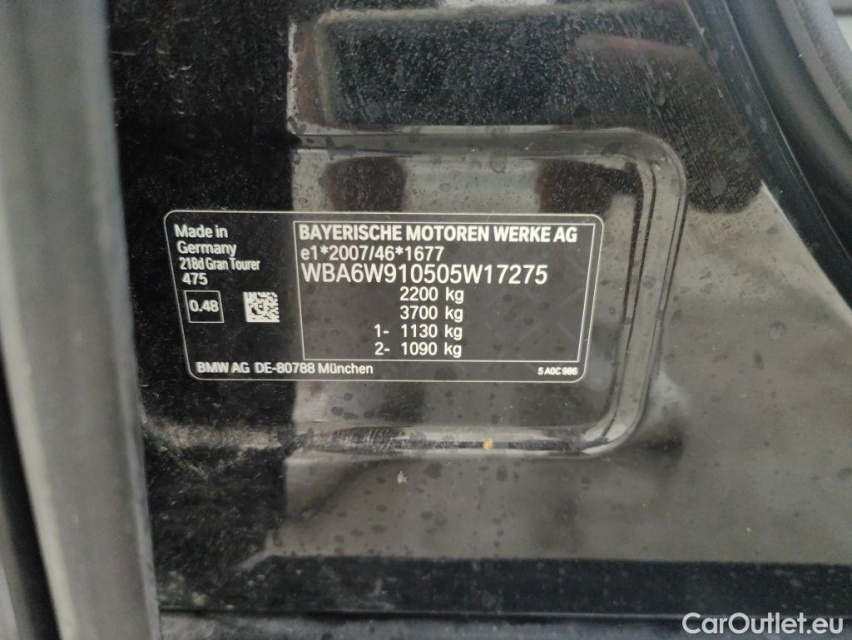 Made in
Germany
218d Gran Tourer
475
0.48
BMW AG DE-80788 München
BAYERISCHE MOTOREN WERKE AG
e1*2007/46*1677
WBA6W910505W17275
2200 kg
3700 kg
1- 1130 kg
2- 1090 kg
5 A0C 986
CarOutlet.eu